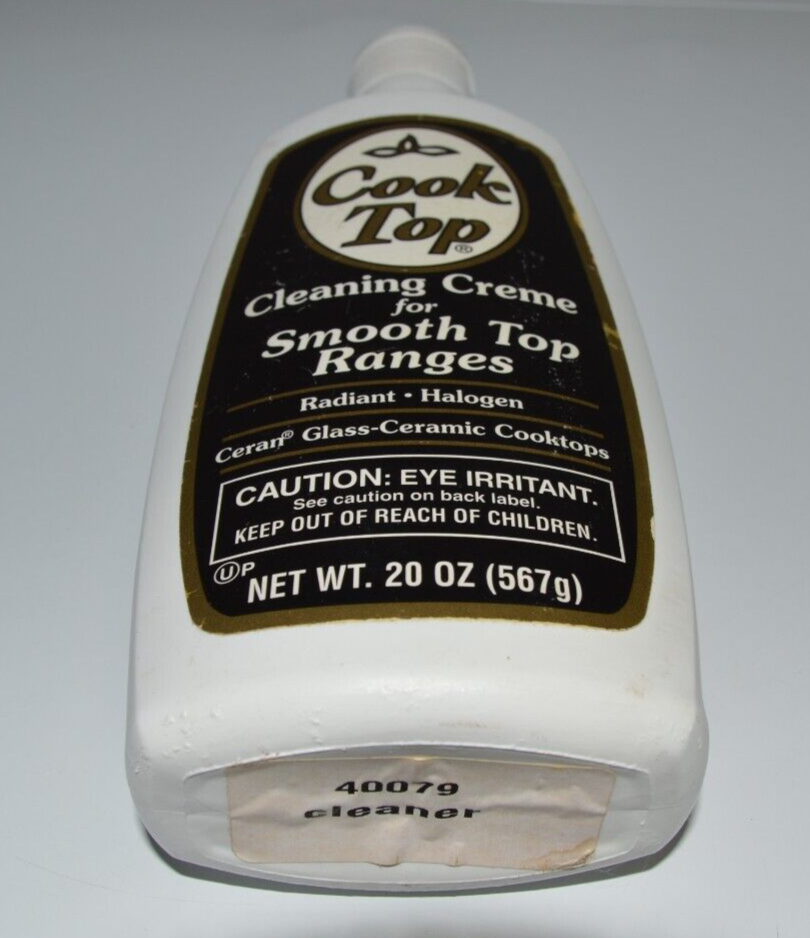 Cook
Top®
Cleaning Creme
for
Smooth Top
Ranges
Radiant • Halogen
Ceran® Glass-Ceramic Cooktops
CAUTION: EYE IRRITANT.
See caution on back label.
KEEP OUT OF REACH OF CHILDREN.
ⓊP
NET WT. 20 OZ (567g)
40079
cleaner